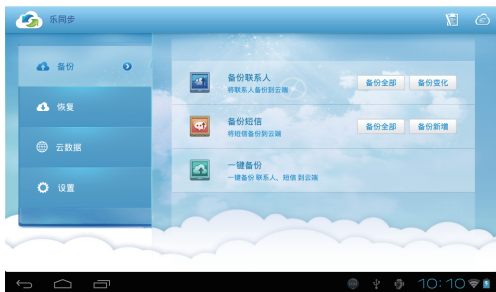 乐同步
备份
恢复
云数据
设置
备份联系人
将联系人备份到云端
备份全部
备份变化
备份短信
将短信备份到云端
备份全部
备份新增
一键备份
一键备份 联系人、短信 到云端
10:10